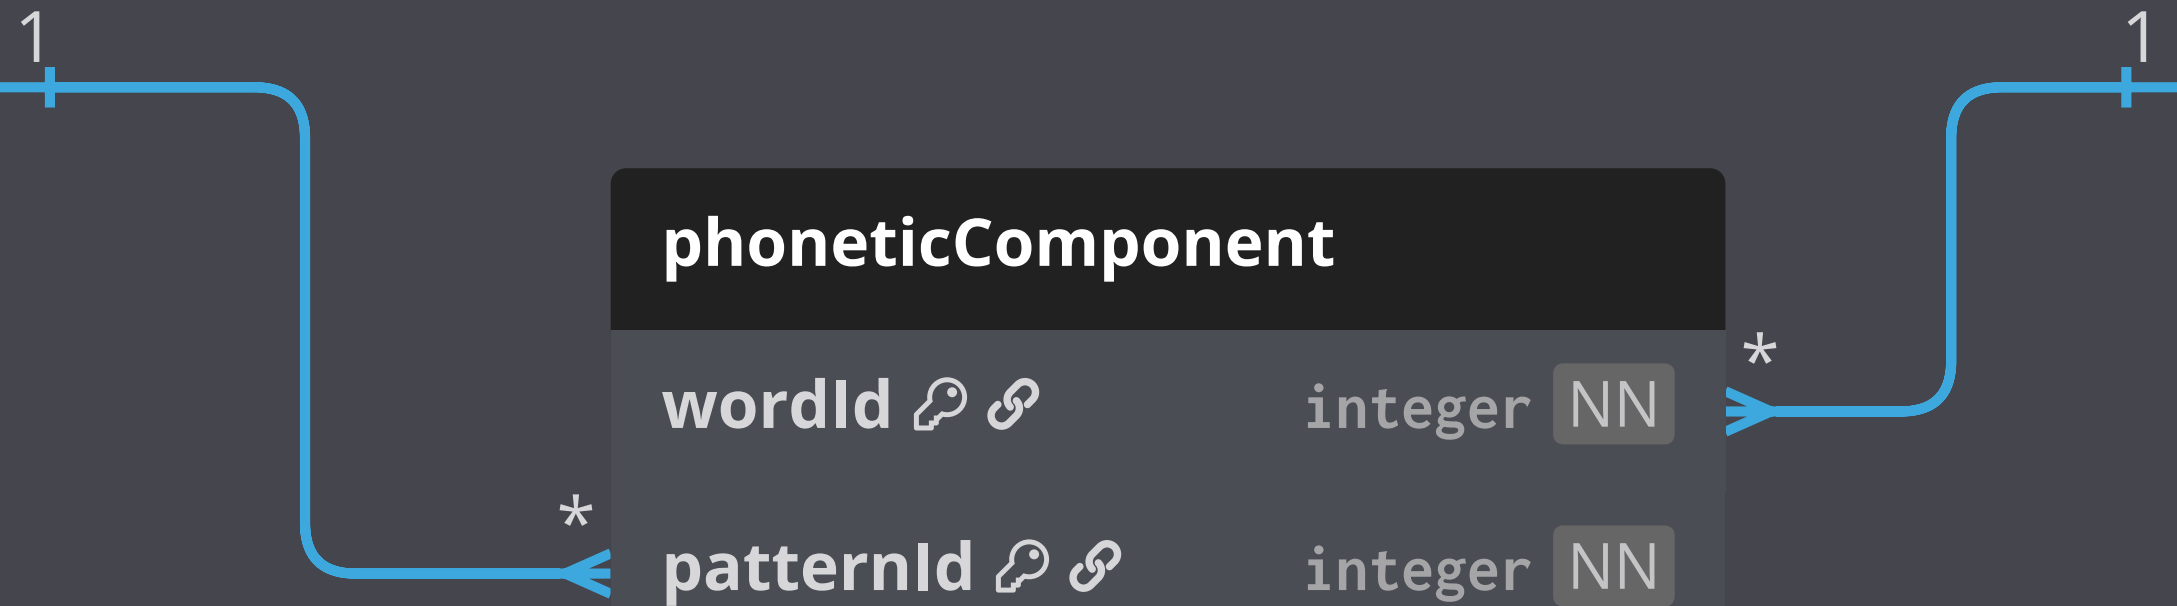 1 1
phoneticComponent
*
wordId integer NN
*
patternId integer NN